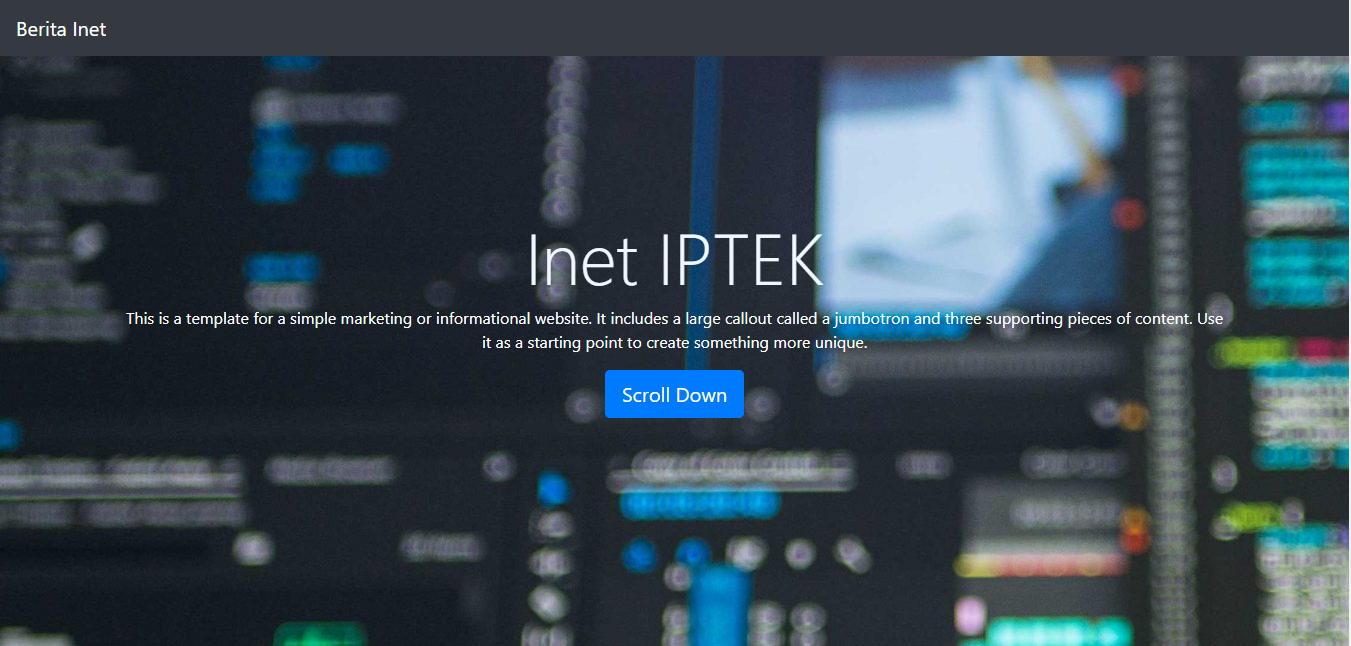 Berita Inet
Inet IPTEK
This is a template for a simple marketing or informational website. It includes a large callout called a jumbotron and three supporting pieces of content. Use
it as a starting point to create something more unique.
Scroll Down